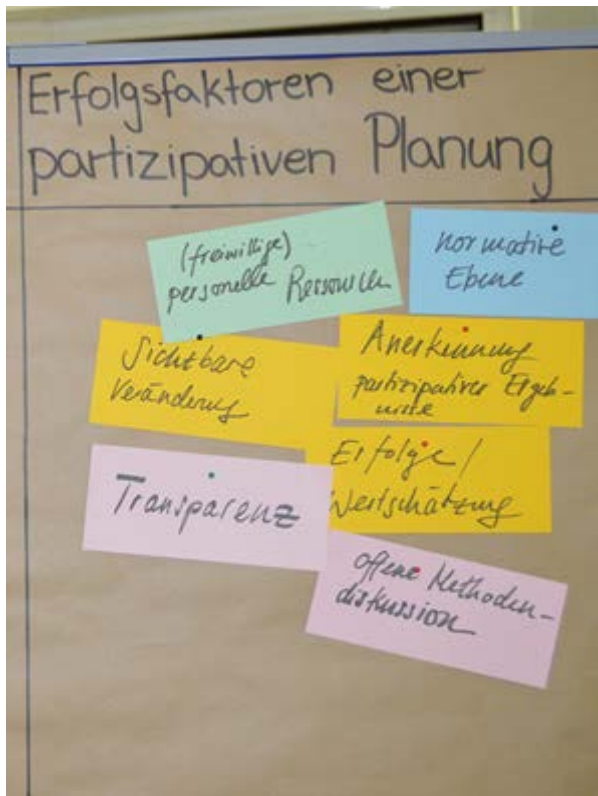 Erfolgsfaktoren einer
partizipativen Planung
(freiwillige)
personelle Ressourcen
normative
Ebene
Sichtbare
Veränderung
Anerkennung
partizipativer Ergeb-
nisse
Erfolge/
Wertschätzung
Transparenz
offene Methoden-
diskussion